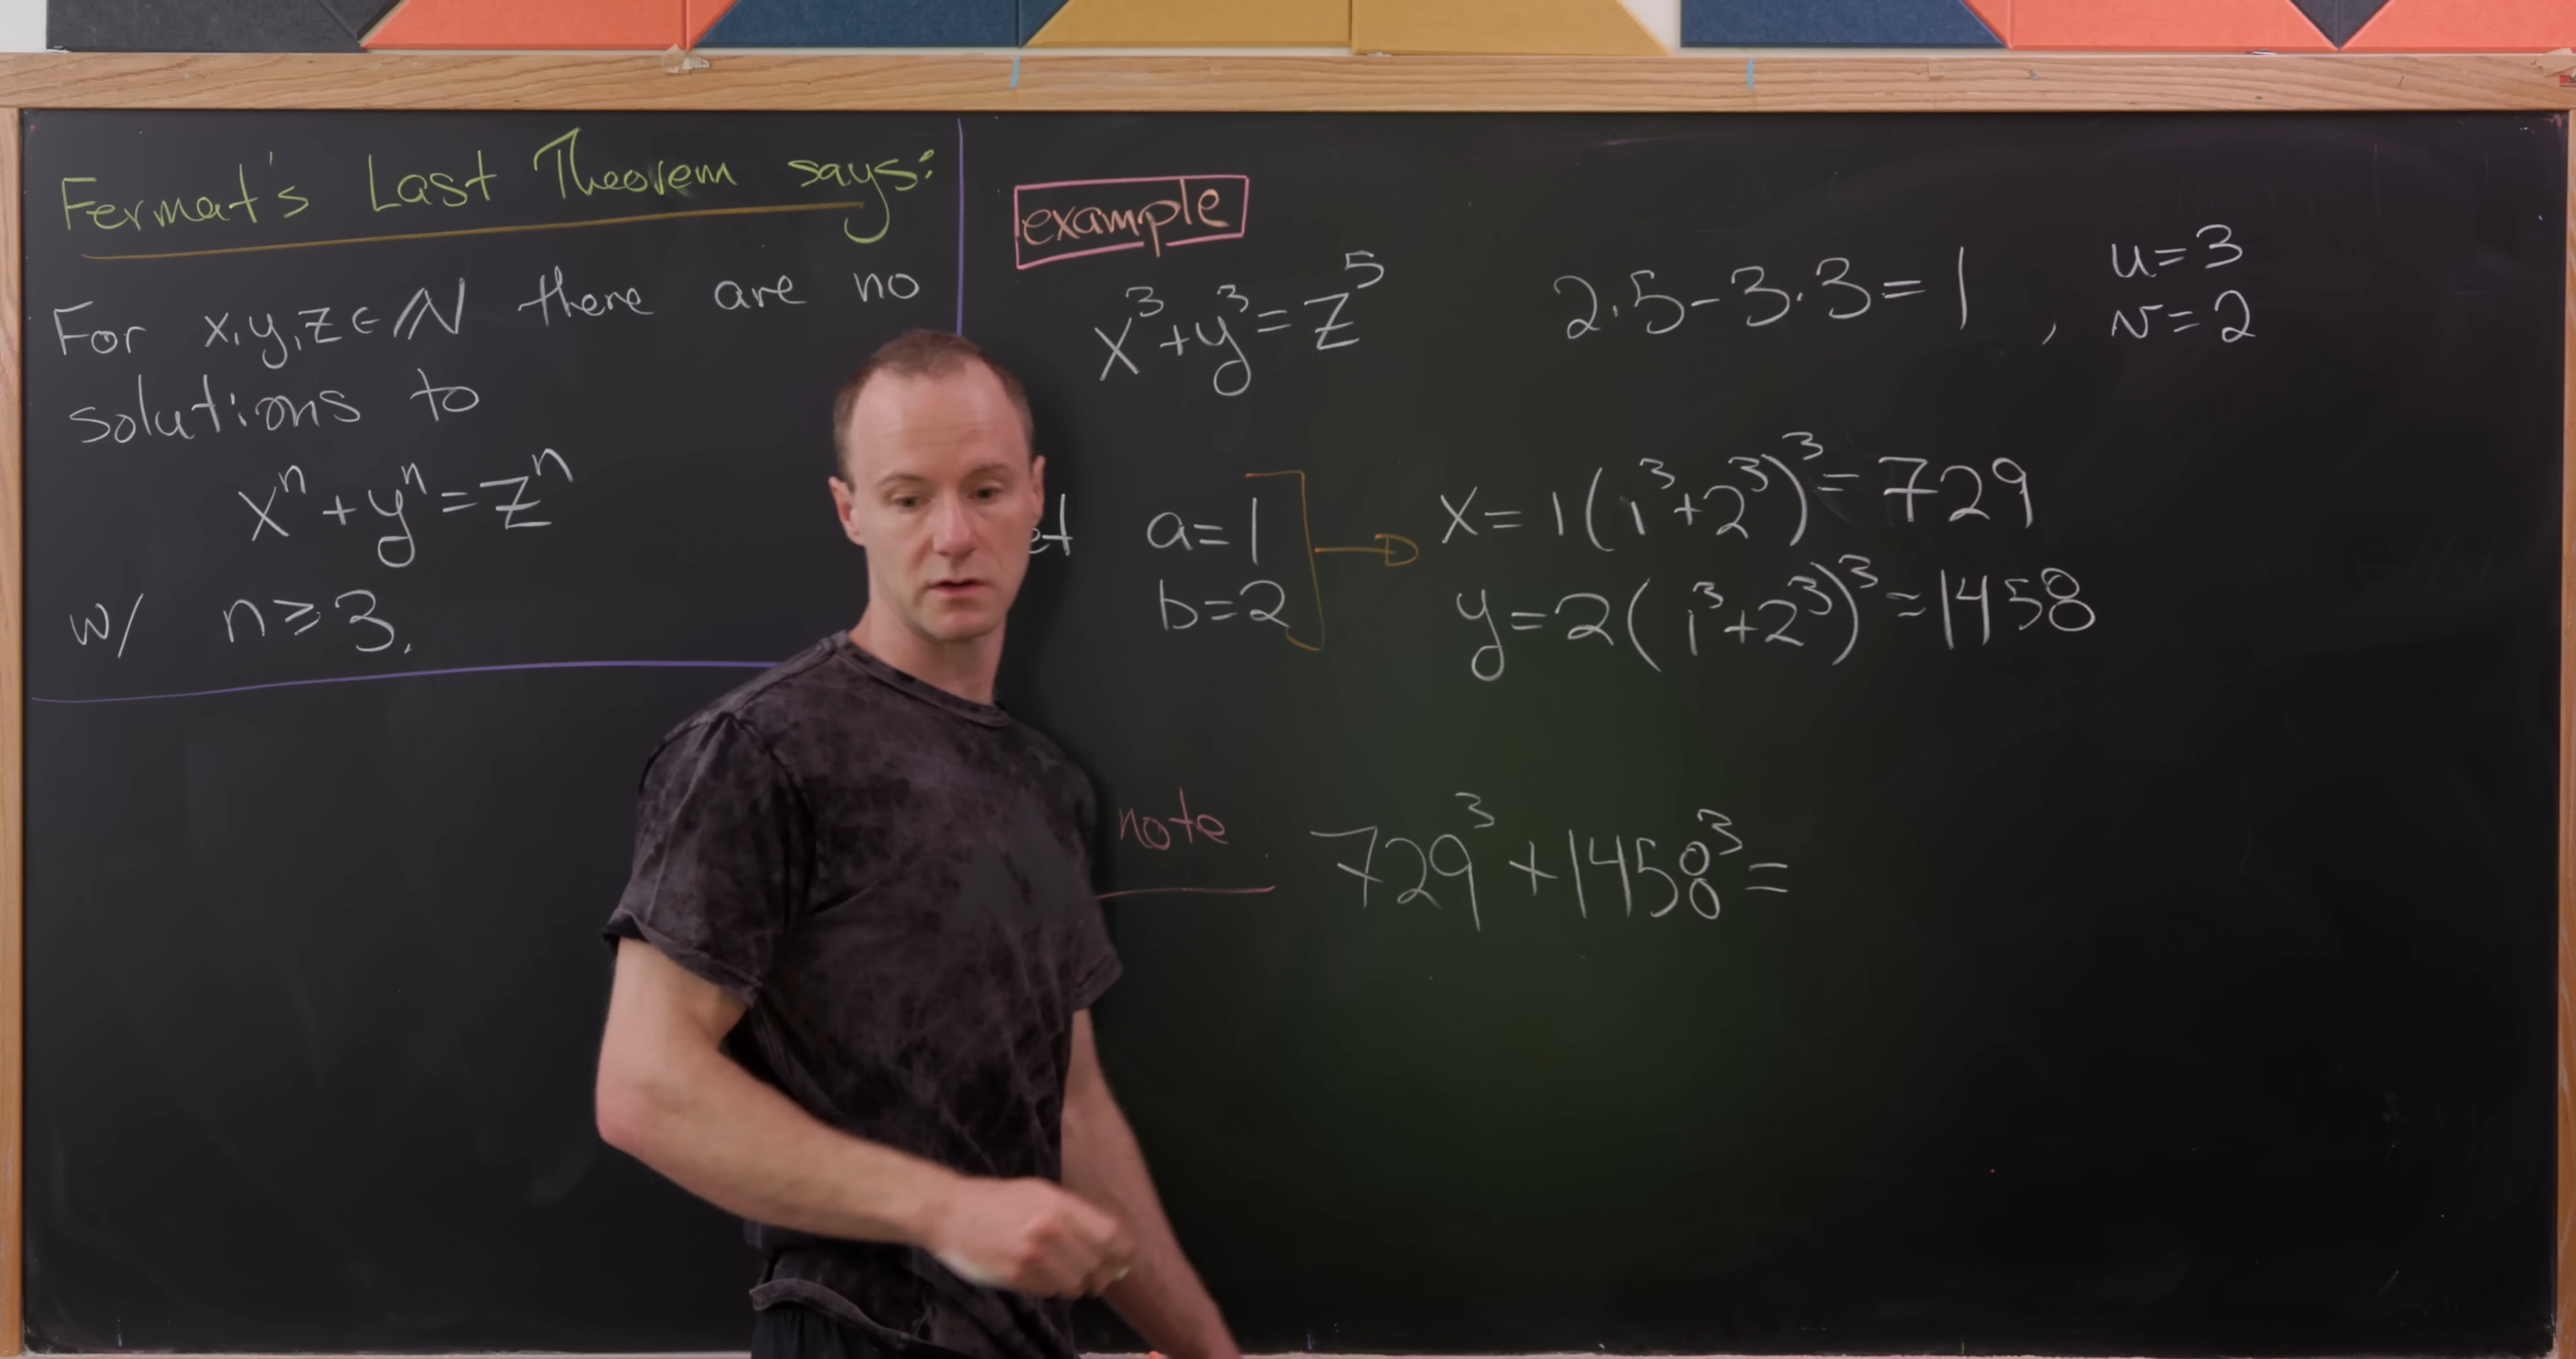 Fermat's Last Theorem says:
For x,y,z∈ℕ there are no
solutions to
xⁿ+yⁿ=zⁿ
w/ n≥3.
example
x³+y³=z⁵
2·5-3·3=1, u=3
v=2
a=1
b=2
x=1(1³+2³)³=729
y=2(1³+2³)³=1458
note
729³+1458³=